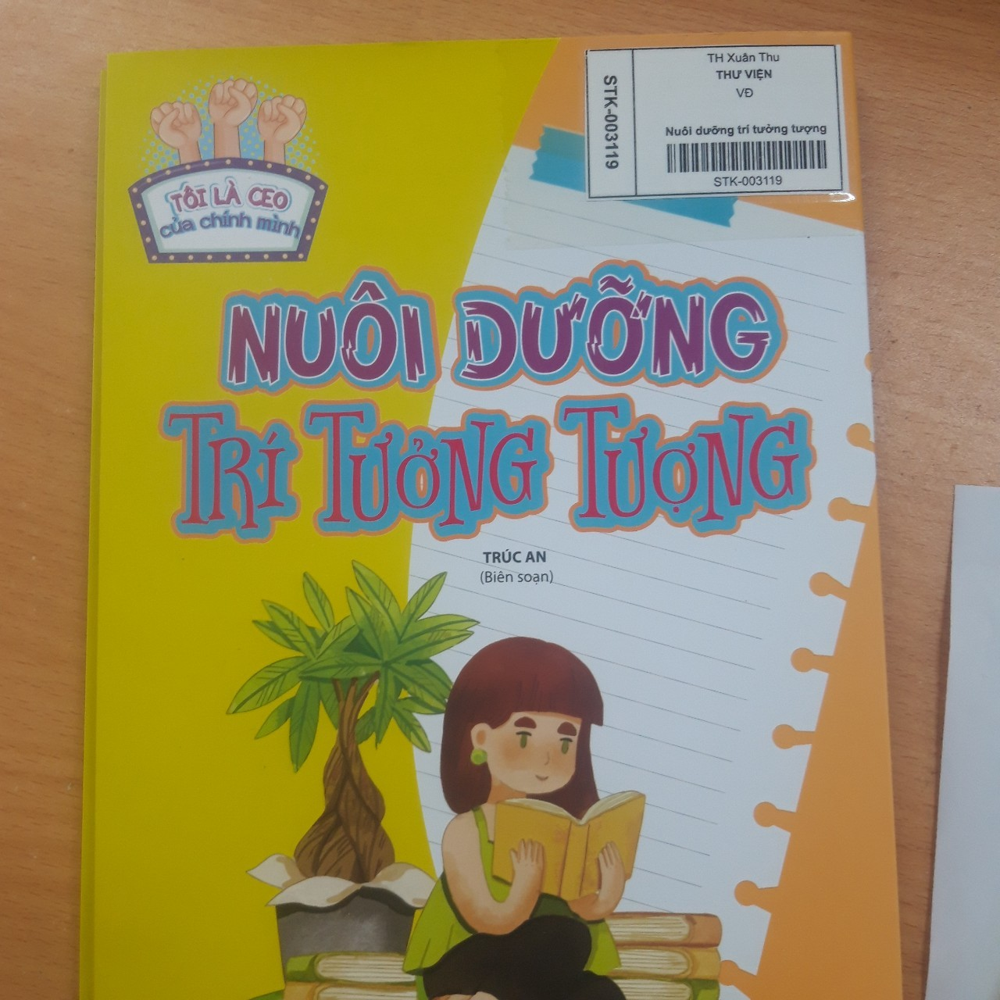 TH Xuân Thu
THƯ VIỆN
VĐ
Nuôi dưỡng trí tưởng tượng
STK-003119
STK-003119
TÔI LÀ CEO
của chính mình
NUÔI DƯỠNG
TRÍ TƯỞNG TƯỢNG
TRÚC AN
(Biên soạn)